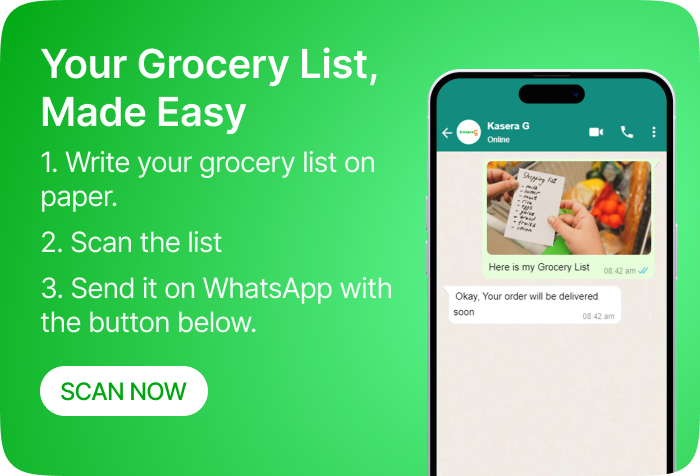 Your Grocery List,
Made Easy
1. Write your grocery list on
paper.
2. Scan the list
3. Send it on WhatsApp with
the button below.
SCAN NOW
Kasera G
Kasera G
Online
Shopping list
- milk
- butter
- meat
- rice
- eggs
- juice
- bread
- fruits
- onion
Here is my Grocery List
08:42 am
Okay, Your order will be delivered
soon
08:42 am